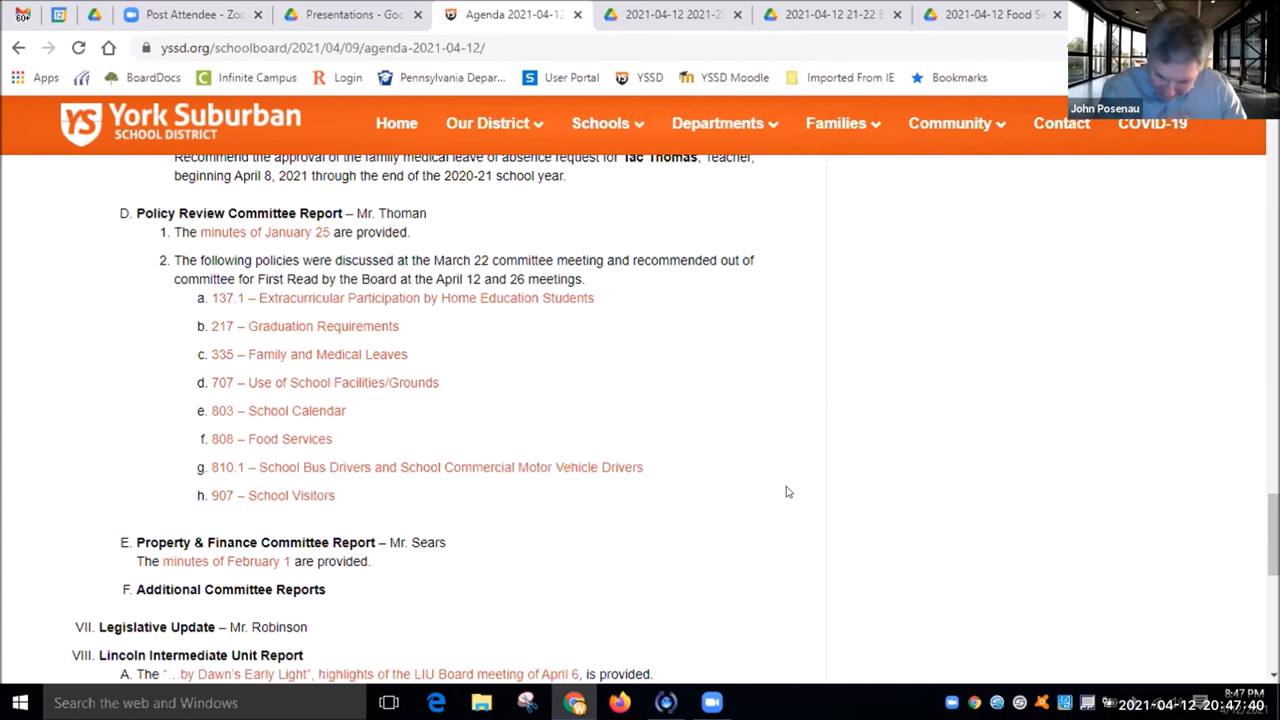 Post Attendee - Zoo
Presentations - Goo
Agenda 2021-04-12
2021-04-12 2021-2
2021-04-12 21-22 B
2021-04-12 Food Se
yssd.org/schoolboard/2021/04/09/agenda-2021-04-12/
Apps BoardDocs Infinite Campus Login Pennsylvania Depar... User Portal YSSD YSSD Moodle Imported From IE Bookmarks
John Posenau
YS York Suburban
SCHOOL DISTRICT
Home Our District Schools Departments Families Community Contact COVID-19
Recommend the approval of the family medical leave of absence request for Tac Thomas, Teacher,
beginning April 8, 2021 through the end of the 2020-21 school year.
D. Policy Review Committee Report – Mr. Thoman
1. The minutes of January 25 are provided.
2. The following policies were discussed at the March 22 committee meeting and recommended out of
committee for First Read by the Board at the April 12 and 26 meetings.
a. 137.1 – Extracurricular Participation by Home Education Students
b. 217 – Graduation Requirements
c. 335 – Family and Medical Leaves
d. 707 – Use of School Facilities/Grounds
e. 803 – School Calendar
f. 808 – Food Services
g. 810.1 – School Bus Drivers and School Commercial Motor Vehicle Drivers
h. 907 – School Visitors
E. Property & Finance Committee Report – Mr. Sears
The minutes of February 1 are provided.
F. Additional Committee Reports
VII. Legislative Update – Mr. Robinson
VIII. Lincoln Intermediate Unit Report
A. The “…by Dawn’s Early Light”, highlights of the LIU Board meeting of April 6, is provided.
Search the web and Windows
8:47 PM
2021-04-12 20:47:40